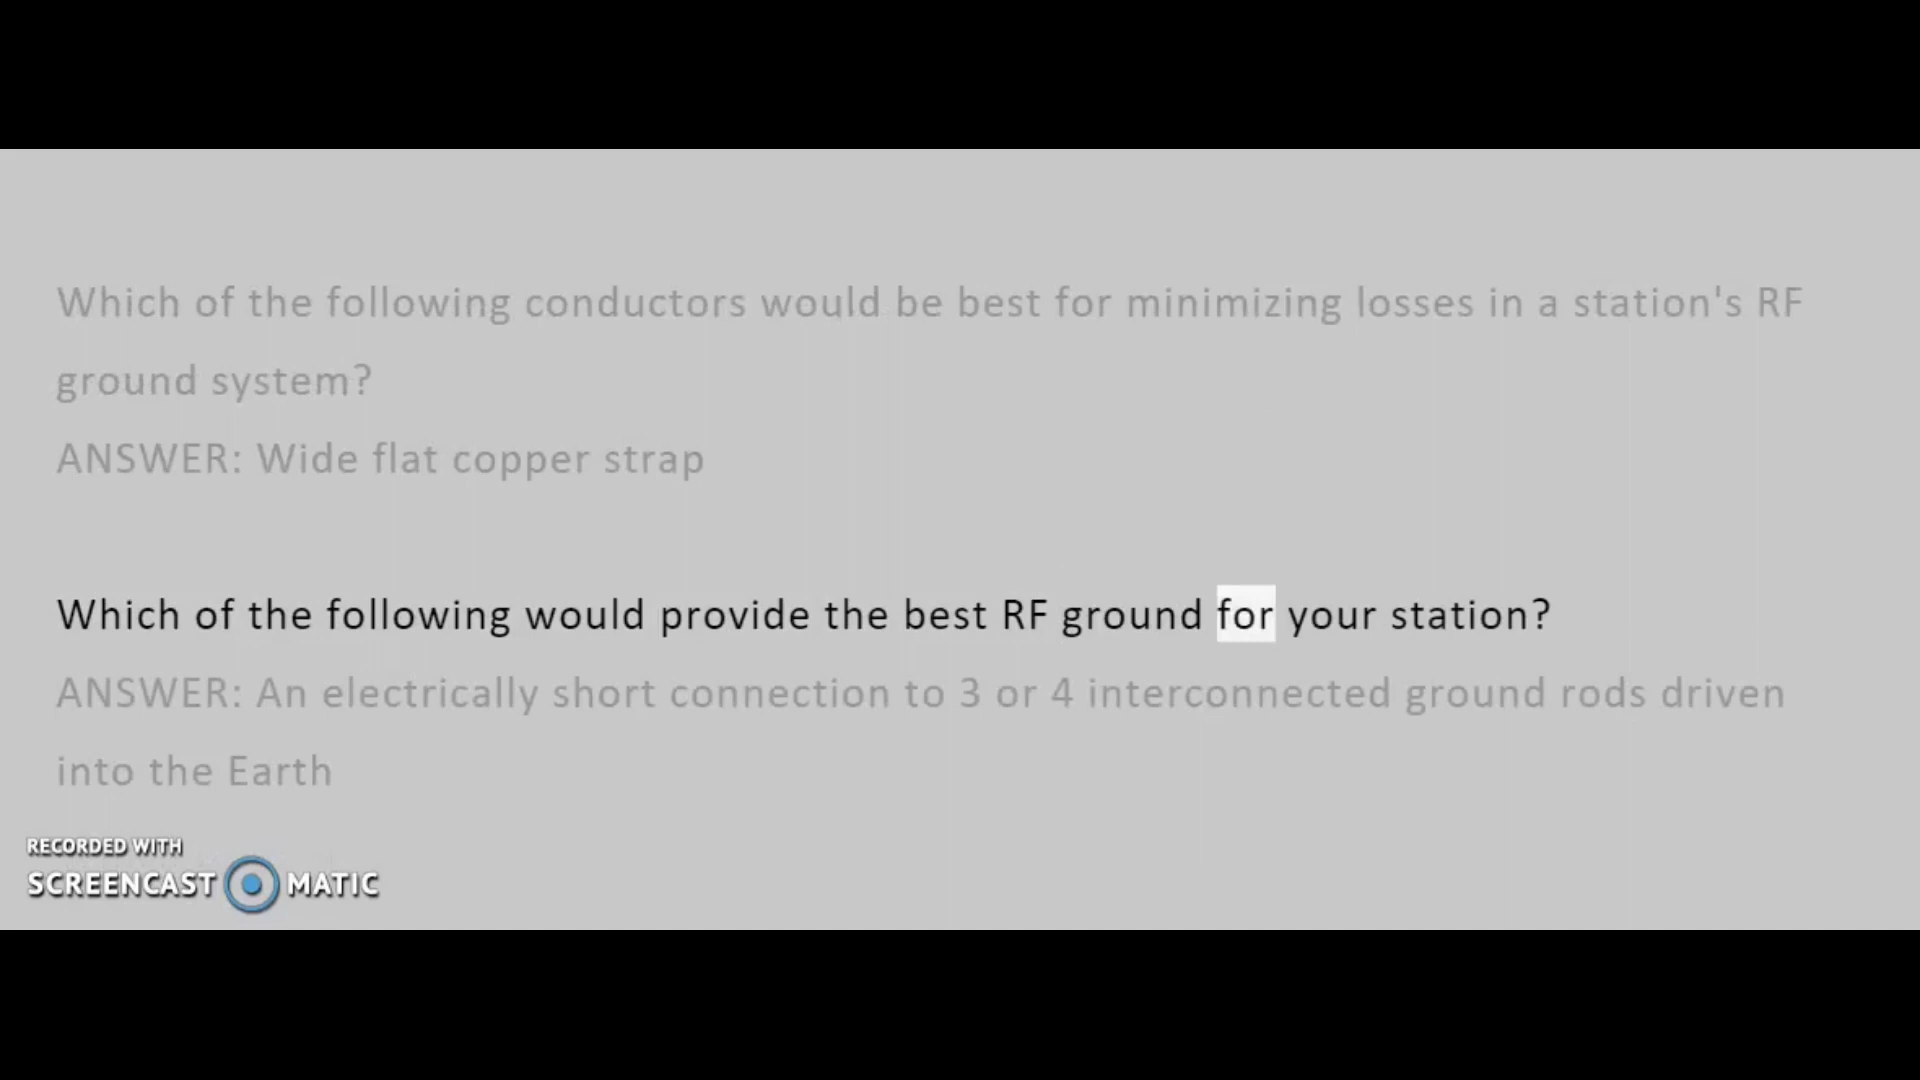 Which of the following conductors would be best for minimizing losses in a station's RF
ground system?
ANSWER: Wide flat copper strap
Which of the following would provide the best RF ground for your station?
ANSWER: An electrically short connection to 3 or 4 interconnected ground rods driven
into the Earth
RECORDED WITH
SCREENCAST MATIC